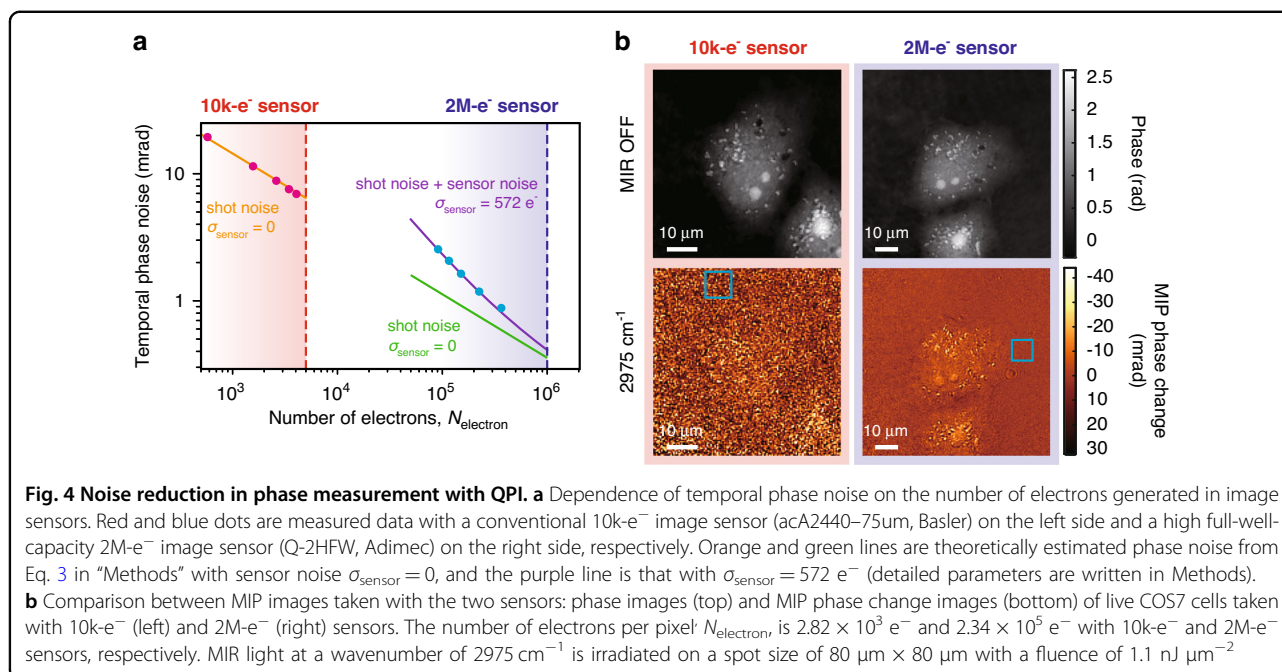 a
10k-e⁻ sensor
2M-e⁻ sensor
Temporal phase noise (mrad)
10
1
shot noise
σsensor = 0
shot noise + sensor noise
σsensor = 572 e⁻
shot noise
σsensor = 0
10³
10⁴
10⁵
10⁶
Number of electrons, Nelectron
b
10k-e⁻ sensor
2M-e⁻ sensor
MIR OFF
10 μm
10 μm
2.5
2
1.5
1
0.5
0
Phase (rad)
2975 cm⁻¹
10 μm
10 μm
-40
-30
-20
-10
0
10
20
30
MIP phase change
(mrad)
Fig. 4 Noise reduction in phase measurement with QPI. a Dependence of temporal phase noise on the number of electrons generated in image
sensors. Red and blue dots are measured data with a conventional 10k-e⁻ image sensor (acA2440–75um, Basler) on the left side and a high full-well-
capacity 2M-e⁻ image sensor (Q-2HFW, Adimec) on the right side, respectively. Orange and green lines are theoretically estimated phase noise from
Eq. 3 in “Methods” with sensor noise σsensor = 0, and the purple line is that with σsensor = 572 e⁻ (detailed parameters are written in Methods).
b Comparison between MIP images taken with the two sensors: phase images (top) and MIP phase change images (bottom) of live COS7 cells taken
with 10k-e⁻ (left) and 2M-e⁻ (right) sensors. The number of electrons per pixel, Nelectron, is 2.82 × 10³ e⁻ and 2.34 × 10⁵ e⁻ with 10k-e⁻ and 2M-e⁻
sensors, respectively. MIR light at a wavenumber of 2975 cm⁻¹ is irradiated on a spot size of 80 μm × 80 μm with a fluence of 1.1 nJ μm⁻²